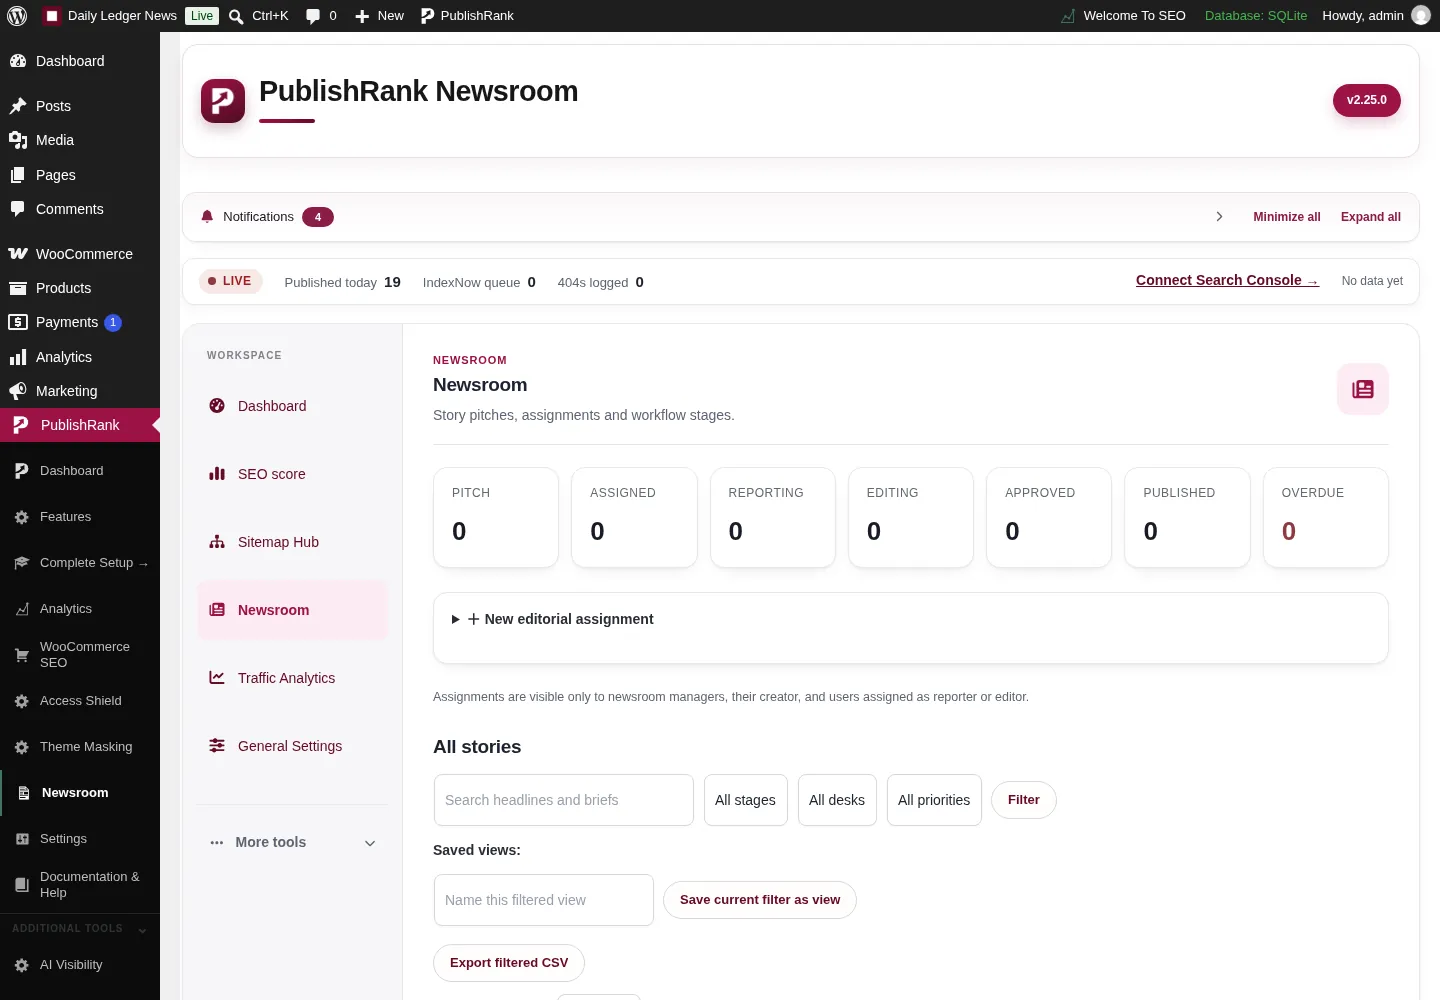 Daily Ledger News
Live
Ctrl+K
0
New
PublishRank
Welcome To SEO
Database: SQLite
Howdy, admin
Dashboard
Posts
Media
Pages
Comments
WooCommerce
Products
Payments 1
Analytics
Marketing
PublishRank
Dashboard
Features
Complete Setup →
Analytics
WooCommerce
SEO
Access Shield
Theme Masking
Newsroom
Settings
Documentation &
Help
ADDITIONAL TOOLS
AI Visibility
PublishRank Newsroom
v2.25.0
Notifications 4
Minimize all
Expand all
LIVE
Published today 19
IndexNow queue 0
404s logged 0
Connect Search Console →
No data yet
WORKSPACE
Dashboard
SEO score
Sitemap Hub
Newsroom
Traffic Analytics
General Settings
More tools
NEWSROOM
Newsroom
Story pitches, assignments and workflow stages.
PITCH
0
ASSIGNED
0
REPORTING
0
EDITING
0
APPROVED
0
PUBLISHED
0
OVERDUE
0
+ New editorial assignment
Assignments are visible only to newsroom managers, their creator, and users assigned as reporter or editor.
All stories
Search headlines and briefs
All stages
All desks
All priorities
Filter
Saved views:
Name this filtered view
Save current filter as view
Export filtered CSV